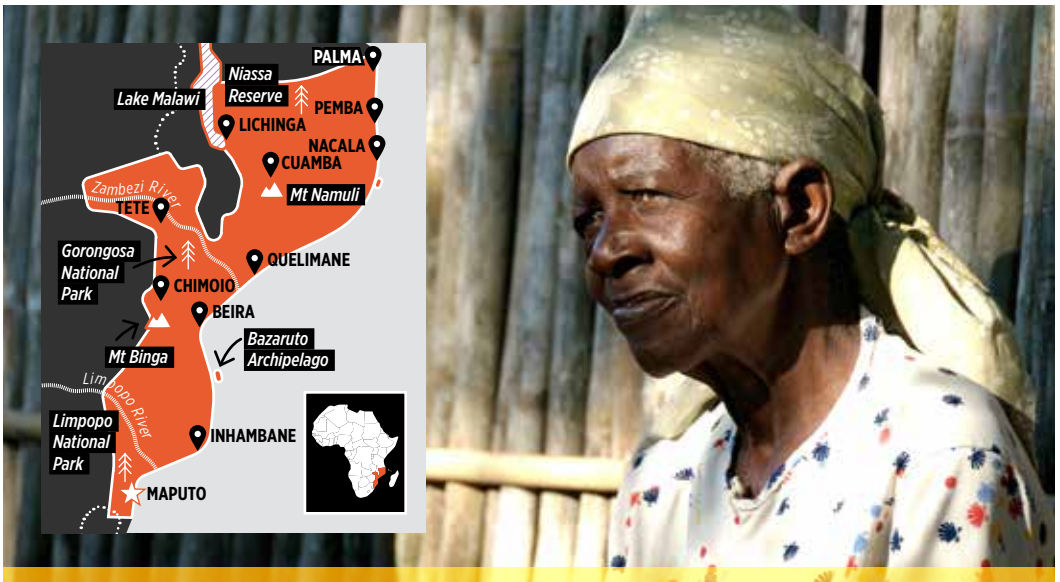 PALMA
Niassa
Reserve
Lake Malawi
PEMBA
LICHINGA
NACALA
CUAMBA
Mt Namuli
Zambezi River
TETE
Gorongosa
National
Park
QUELIMANE
CHIMOIO
BEIRA
Mt Binga
Bazaruto
Archipelago
Limpopo River
Limpopo
National
Park
INHAMBANE
MAPUTO